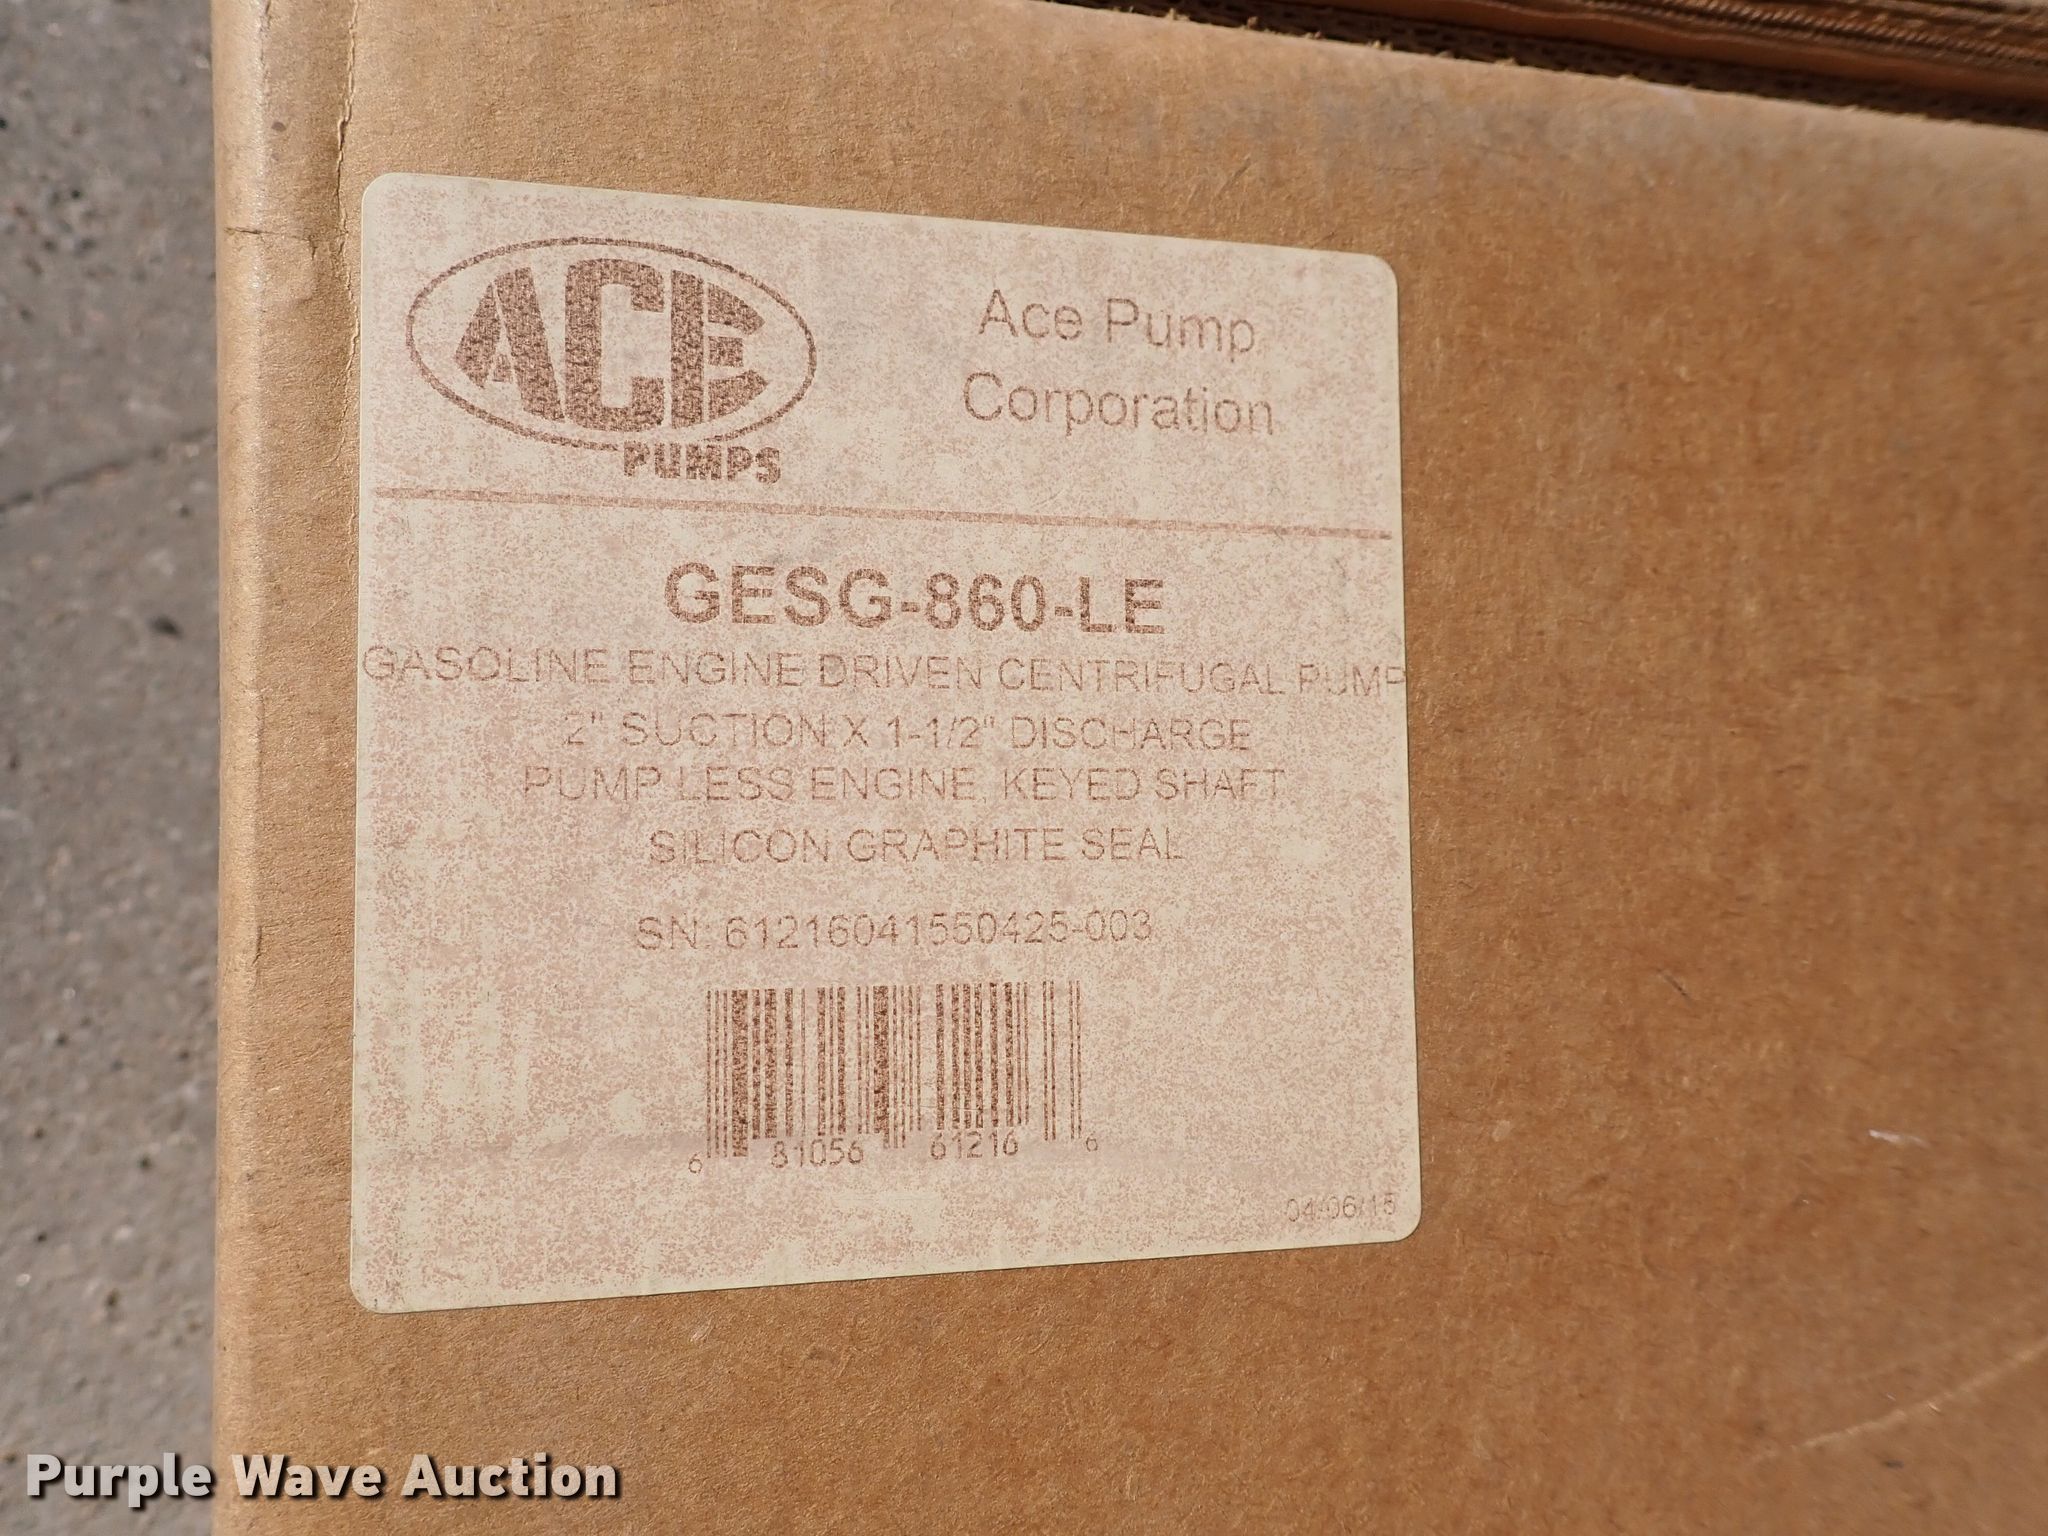 ACE
PUMPS
Ace Pump
Corporation
GESG-860-LE
GASOLINE ENGINE DRIVEN CENTRIFUGAL PUMP
2" SUCTION X 1-1/2" DISCHARGE
PUMP LESS ENGINE, KEYED SHAFT
SILICON GRAPHITE SEAL
SN: 61216041550425-003
6 81056 61216 6
04/06/15
Purple Wave Auction